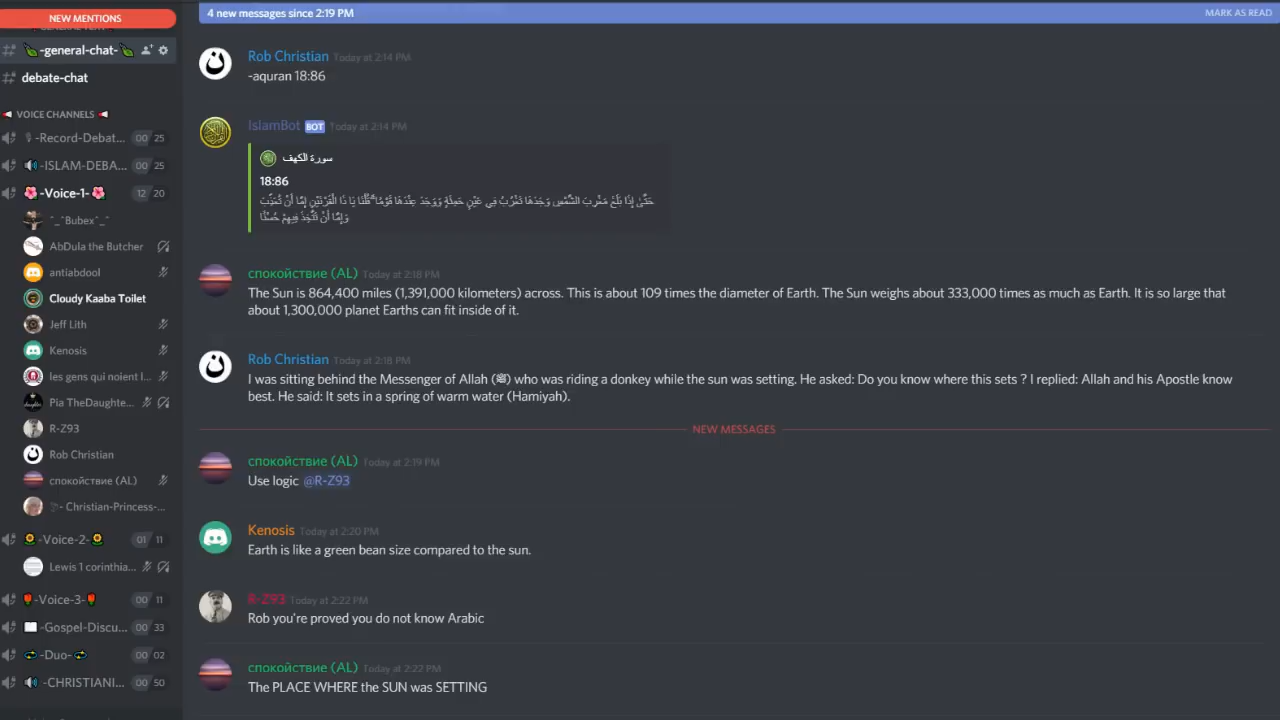 NEW MENTIONS
-general-chat-
debate-chat
VOICE CHANNELS
-Record-Debat... 00 25
-ISLAM-DEBA... 00 25
-Voice-1- 12 20
^_^Bubex^_^
AbDula the Butcher
antiabdool
Cloudy Kaaba Toilet
Jeff Lith
Kenosis
les gens qui noient l...
Pia TheDaughte...
R-Z93
Rob Christian
спокойствие (AL)
- Christian-Princess-...
-Voice-2- 01 11
Lewis 1 corinthia...
-Voice-3- 00 11
-Gospel-Discu... 00 33
-Duo- 00 02
-CHRISTIANI... 00 50
4 new messages since 2:19 PM MARK AS READ
Rob Christian Today at 2:14 PM
-aquran 18:86
IslamBot BOT Today at 2:14 PM
سورة الكهف
18:86
حَتَّىٰ إِذَا بَلَغَ مَغْرِبَ الشَّمْسِ وَجَدَهَا تَغْرُبُ فِي عَيْنٍ حَمِئَةٍ وَوَجَدَ عِنْدَهَا قَوْمًا ۗ قُلْنَا يَا ذَا الْقَرْنَيْنِ إِمَّا أَنْ تُعَذِّبَ
وَإِمَّا أَنْ تَتَّخِذَ فِيهِمْ حُسْنًا
спокойствие (AL) Today at 2:18 PM
The Sun is 864,400 miles (1,391,000 kilometers) across. This is about 109 times the diameter of Earth. The Sun weighs about 333,000 times as much as Earth. It is so large that
about 1,300,000 planet Earths can fit inside of it.
Rob Christian Today at 2:18 PM
I was sitting behind the Messenger of Allah (ﷺ) who was riding a donkey while the sun was setting. He asked: Do you know where this sets ? I replied: Allah and his Apostle know
best. He said: It sets in a spring of warm water (Hamiyah).
NEW MESSAGES
спокойствие (AL) Today at 2:19 PM
Use logic @R-Z93
Kenosis Today at 2:20 PM
Earth is like a green bean size compared to the sun.
R-Z93 Today at 2:22 PM
Rob you're proved you do not know Arabic
спокойствие (AL) Today at 2:22 PM
The PLACE WHERE the SUN was SETTING